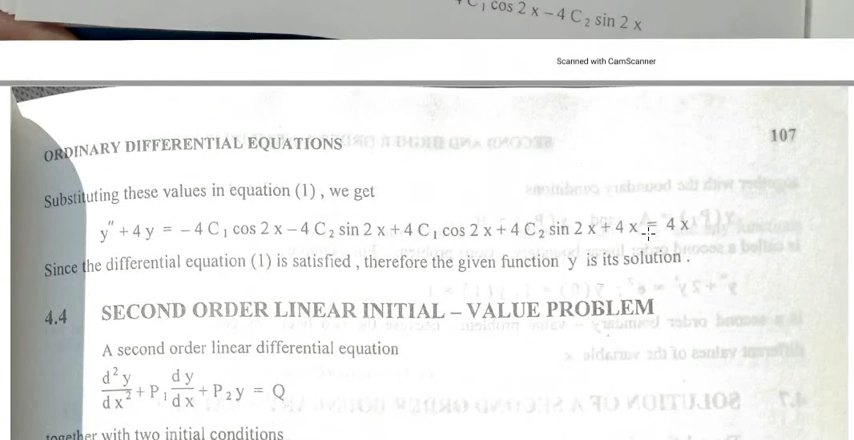 C₁ cos 2 x – 4 C₂ sin 2 x
Scanned with CamScanner
ORDINARY DIFFERENTIAL EQUATIONS
107
Substituting these values in equation (1) , we get
y″ + 4 y = – 4 C₁ cos 2 x – 4 C₂ sin 2 x + 4 C₁ cos 2 x + 4 C₂ sin 2 x + 4 x = 4 x
Since the differential equation (1) is satisfied , therefore the given function y is its solution .
4.4 SECOND ORDER LINEAR INITIAL – VALUE PROBLEM
A second order linear differential equation
d²y/dx² + P₁ dy/dx + P₂ y = Q
together with two initial conditions